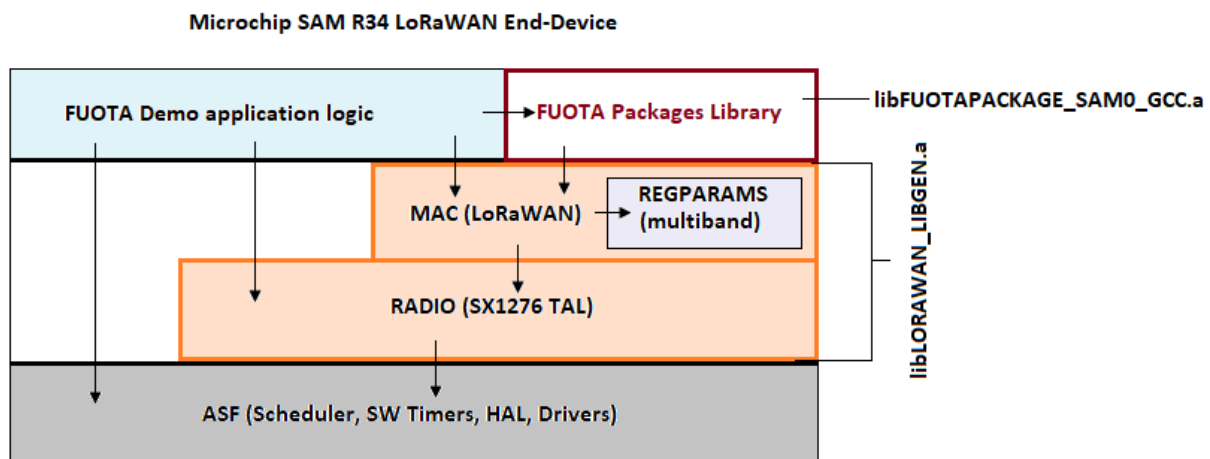 Microchip SAM R34 LoRaWAN End-Device
FUOTA Demo application logic
FUOTA Packages Library
libFUOTAPACKAGE_SAM0_GCC.a
MAC (LoRaWAN)
REGPARAMS
(multiband)
RADIO (SX1276 TAL)
libLORAWAN_LIBGEN.a
ASF (Scheduler, SW Timers, HAL, Drivers)